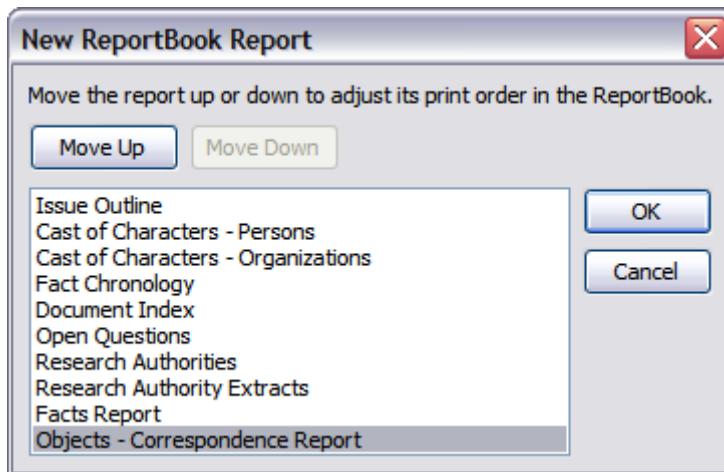 New ReportBook Report
Move the report up or down to adjust its print order in the ReportBook.
Move Up
Move Down
Issue Outline
Cast of Characters - Persons
Cast of Characters - Organizations
Fact Chronology
Document Index
Open Questions
Research Authorities
Research Authority Extracts
Facts Report
Objects - Correspondence Report
OK
Cancel